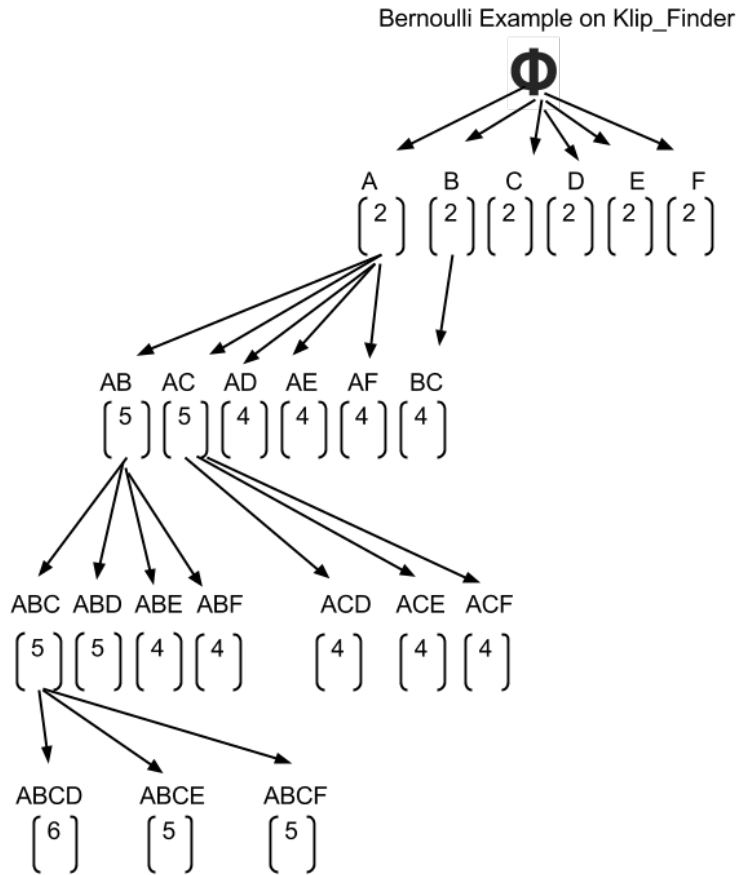 Bernoulli Example on Klip_Finder
Φ
A B C D E F
2 2 2 2 2 2
AB AC AD AE AF BC
5 5 4 4 4 4
ABC ABD ABE ABF ACD ACE ACF
5 5 4 4 4 4 4
ABCD ABCE ABCF
6 5 5